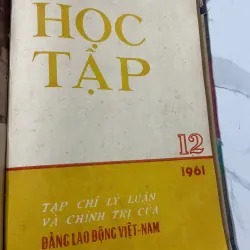 HỌC
TẬP
12
1961
TẠP CHÍ LÝ LUẬN
VÀ CHÍNH TRỊ CỦA
ĐẢNG LAO ĐỘNG VIỆT-NAM